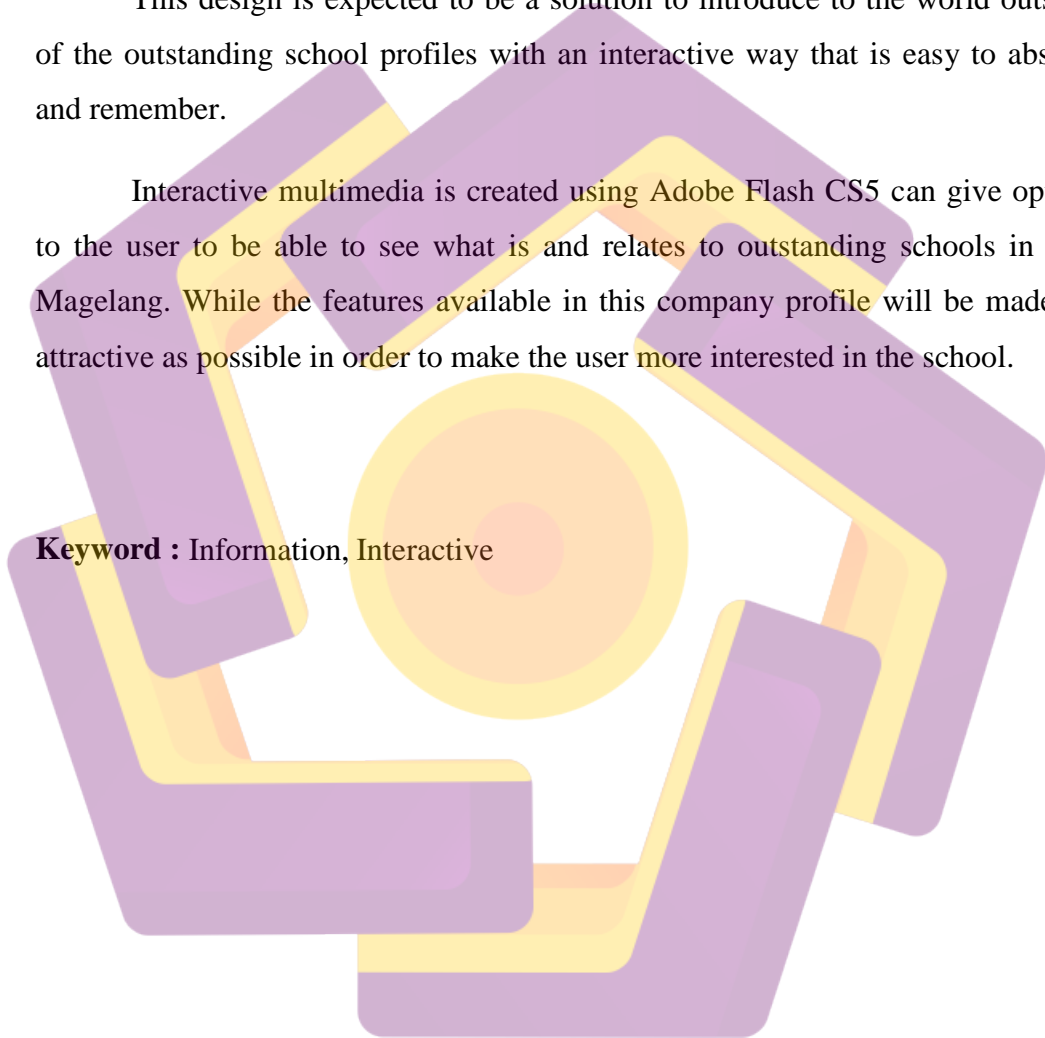 This design is expected to be a solution to introduce to the world
of the outstanding school profiles with an interactive way that is easy to
and remember.
Interactive multimedia is created using Adobe Flash CS5 can give
to the user to be able to see what is and relates to outstanding schools in
Magelang. While the features available in this company profile will be made
attractive as possible in order to make the user more interested in the school.
Keyword : Information, Interactive